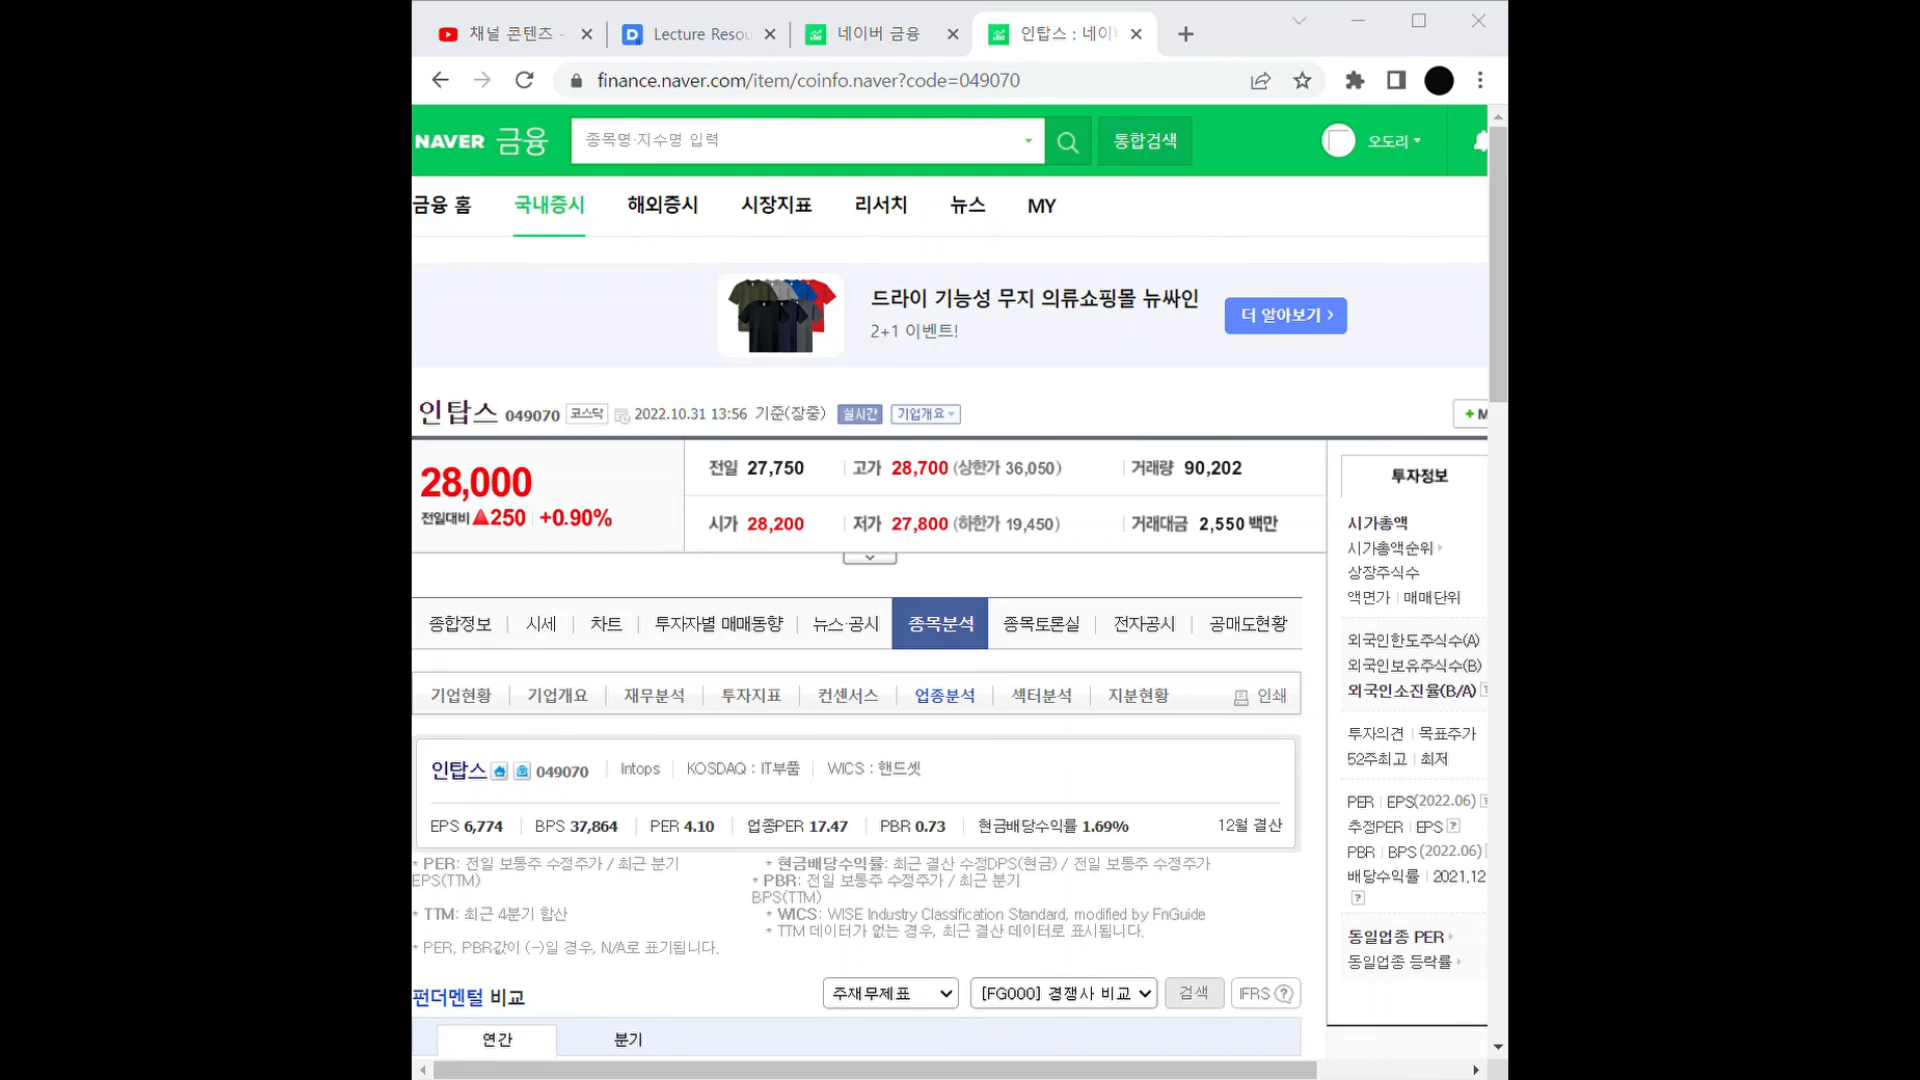 채널 콘텐츠 -
Lecture Resou
네이버 금융
인탑스 : 네이
finance.naver.com/item/coinfo.naver?code=049070
NAVER 금융
종목명·지수명 입력
통합검색
오도리
금융 홈 국내증시 해외증시 시장지표 리서치 뉴스 MY
드라이 기능성 무지 의류쇼핑몰 뉴싸인
2+1 이벤트!
더 알아보기
인탑스 049070 코스닥 2022.10.31 13:56 기준(장중) 실시간 기업개요
+ M
28,000
전일대비 ▲250 +0.90%
전일 27,750 고가 28,700 (상한가 36,050) 거래량 90,202
시가 28,200 저가 27,800 (하한가 19,450) 거래대금 2,550 백만
종합정보 시세 차트 투자자별 매매동향 뉴스·공시 종목분석 종목토론실 전자공시 공매도현황
기업현황 기업개요 재무분석 투자지표 컨센서스 업종분석 섹터분석 지분현황 인쇄
인탑스 049070 Intops KOSDAQ : IT부품 WICS : 핸드셋
EPS 6,774 BPS 37,864 PER 4.10 업종PER 17.47 PBR 0.73 현금배당수익률 1.69% 12월 결산
* PER: 전일 보통주 수정주가 / 최근 분기
EPS(TTM)
* TTM: 최근 4분기 합산
* PER, PBR값이 (-)일 경우, N/A로 표기됩니다.
* 현금배당수익률: 최근 결산 수정DPS(현금) / 전일 보통주 수정주가
* PBR: 전일 보통주 수정주가 / 최근 분기
BPS(TTM)
* WICS: WISE Industry Classification Standard, modified by FnGuide
* TTM 데이터가 없는 경우, 최근 결산 데이터로 표시됩니다.
펀더멘털 비교
주재무제표 [FG000] 경쟁사 비교 검색 IFRS ?
연간 분기
투자정보
시가총액
시가총액순위
상장주식수
액면가 매매단위
외국인한도주식수(A)
외국인보유주식수(B)
외국인소진율(B/A)
투자의견 목표주가
52주최고 최저
PER EPS(2022.06)
추정PER EPS ?
PBR BPS (2022.06)
배당수익률 2021.12
?
동일업종 PER
동일업종 등락률